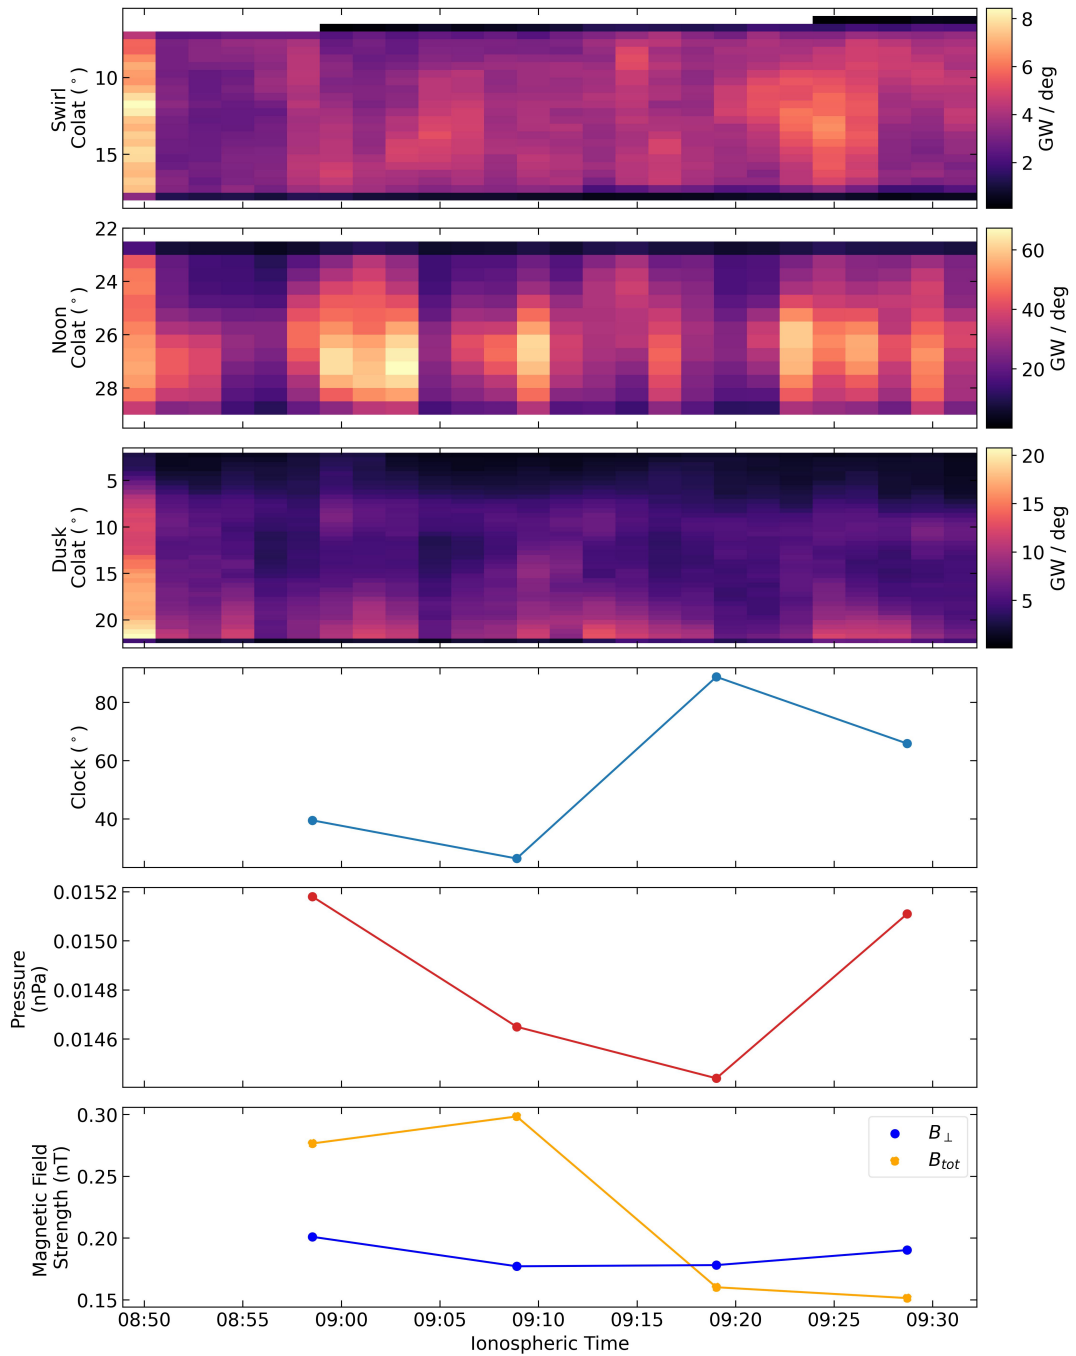 Swirl
Colat (°)
10
15
8
6
4
2
GW / deg
Noon
Colat (°)
22
24
26
28
60
40
20
GW / deg
Dusk
Colat (°)
5
10
15
20
20
15
10
5
GW / deg
Clock (°)
80
60
40
Pressure
(nPa)
0.0152
0.0150
0.0148
0.0146
Magnetic Field
Strength (nT)
0.30
0.25
0.20
0.15
B⊥
Btot
08:50 08:55 09:00 09:05 09:10 09:15 09:20 09:25 09:30
Ionospheric Time